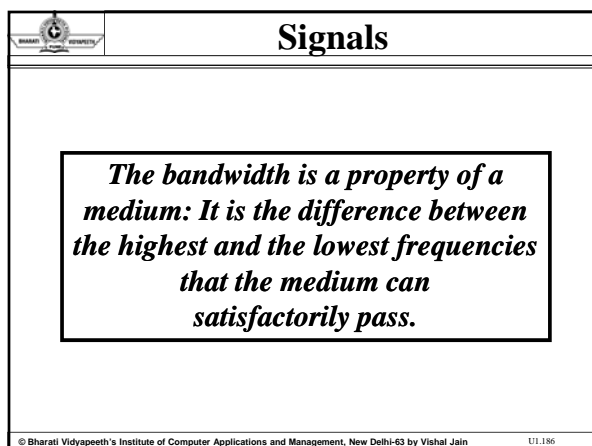 BHARATI
VIDYAPEETH
Signals
The bandwidth is a property of a
medium: It is the difference between
the highest and the lowest frequencies
that the medium can
satisfactorily pass.
© Bharati Vidyapeeth's Institute of Computer Applications and Management, New Delhi-63 by Vishal Jain
U1.186